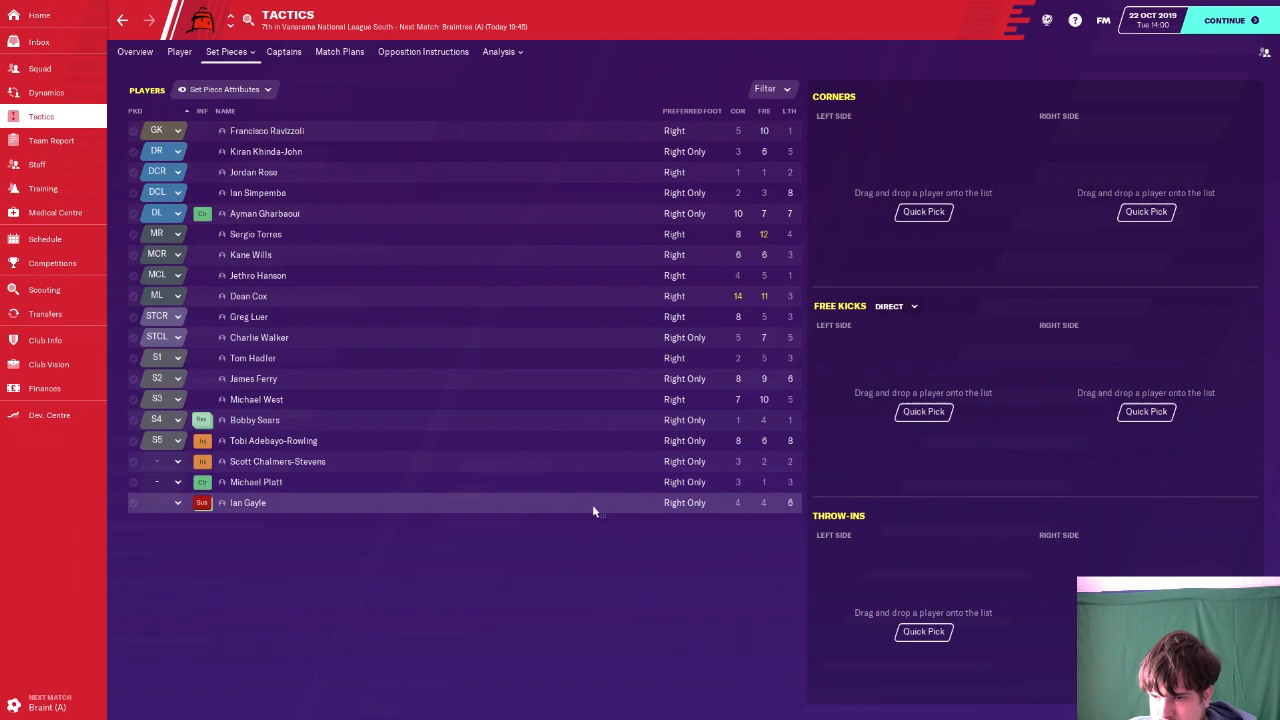 Home
TACTICS
7th in Vanarama National League South - Next Match: Braintree (A) (Today 19:45)
FM
22 OCT 2019
Tue 14:00
CONTINUE
Inbox
Squad
Dynamics
Tactics
Team Report
Staff
Training
Medical Centre
Schedule
Competitions
Scouting
Transfers
Club Info
Club Vision
Finances
Dev. Centre
NEXT MATCH
Braint (A)
Overview Player Set Pieces Captains Match Plans Opposition Instructions Analysis
PLAYERS Set Piece Attributes Filter
PKD INF NAME PREFERRED FOOT COR FRE LTH
GK Francisco Ravizzoli Right 5 10 1
DR Kiran Khinda-John Right Only 3 6 5
DCR Jordan Rose Right 1 1 2
DCL Ian Simpemba Right Only 2 3 8
DL Ctr Ayman Gharbaoui Right Only 10 7 7
MR Sergio Torres Right 8 12 4
MCR Kane Wills Right 6 6 3
MCL Jethro Hanson Right 4 5 1
ML Dean Cox Right 14 11 3
STCR Greg Luer Right 8 5 3
STCL Charlie Walker Right Only 5 7 5
S1 Tom Hadler Right 2 5 3
S2 James Ferry Right Only 8 9 6
S3 Michael West Right 7 10 5
S4 Bobby Sears Right Only 1 4 1
S5 Inj Tobi Adebayo-Rowling Right Only 8 6 8
- Inj Scott Chalmers-Stevens Right Only 3 2 2
- Ctr Michael Platt Right Only 3 1 3
Sus Ian Gayle Right Only 4 4 6
CORNERS
LEFT SIDE RIGHT SIDE
Drag and drop a player onto the list Drag and drop a player onto the list
Quick Pick Quick Pick
FREE KICKS DIRECT
LEFT SIDE RIGHT SIDE
Drag and drop a player onto the list Drag and drop a player onto the list
Quick Pick Quick Pick
THROW-INS
LEFT SIDE RIGHT SIDE
Drag and drop a player onto the list
Quick Pick